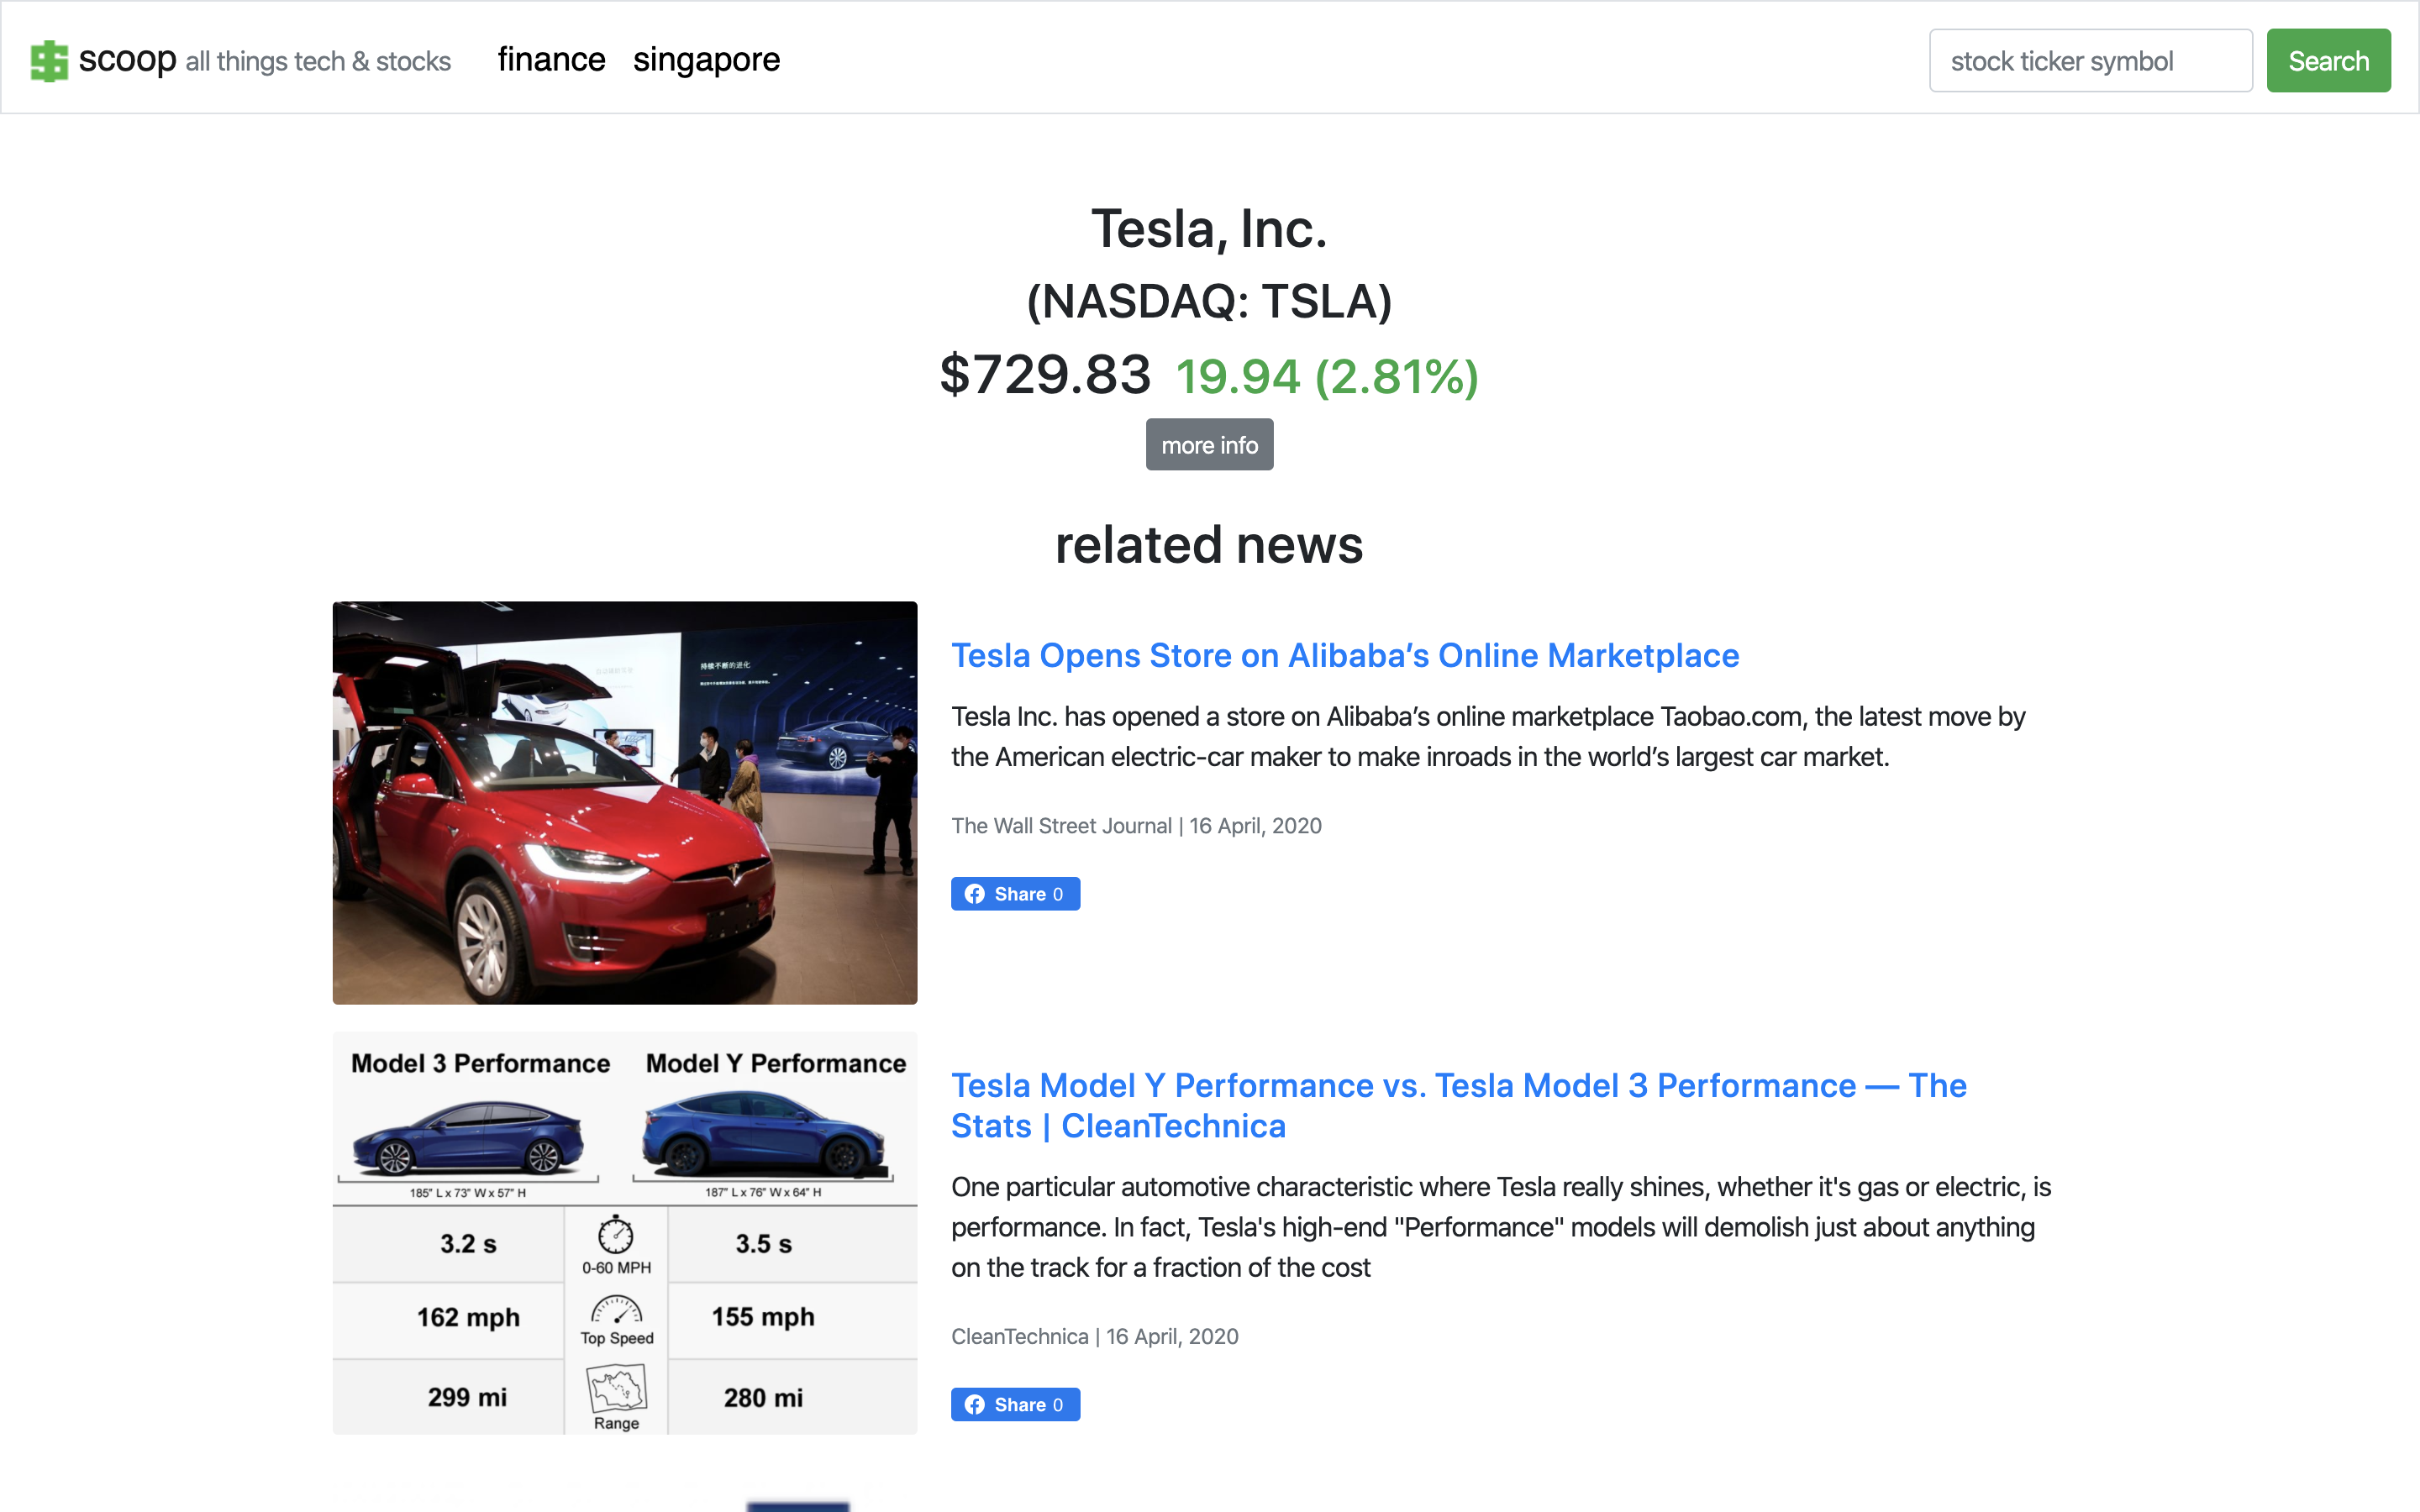 scoop all things tech & stocks finance singapore stock ticker symbol Search
Tesla, Inc.
(NASDAQ: TSLA)
$729.83 19.94 (2.81%)
more info
related news
持续不断的进化
Tesla Opens Store on Alibaba’s Online Marketplace
Tesla Inc. has opened a store on Alibaba’s online marketplace Taobao.com, the latest move by
the American electric-car maker to make inroads in the world’s largest car market.
The Wall Street Journal | 16 April, 2020
Share 0
Model 3 Performance Model Y Performance
185" L x 73" W x 57" H 187" L x 76" W x 64" H
3.2 s 0-60 MPH 3.5 s
162 mph Top Speed 155 mph
299 mi Range 280 mi
Tesla Model Y Performance vs. Tesla Model 3 Performance — The
Stats | CleanTechnica
One particular automotive characteristic where Tesla really shines, whether it's gas or electric, is
performance. In fact, Tesla's high-end "Performance" models will demolish just about anything
on the track for a fraction of the cost
CleanTechnica | 16 April, 2020
Share 0